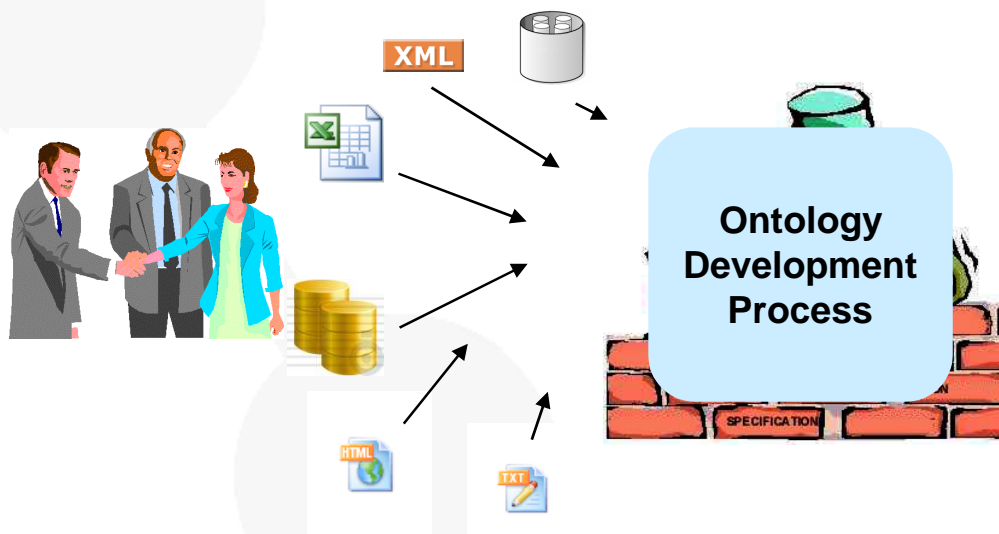 XML
Ontology
Development
Process
SPECIFICATION
HTML
TXT